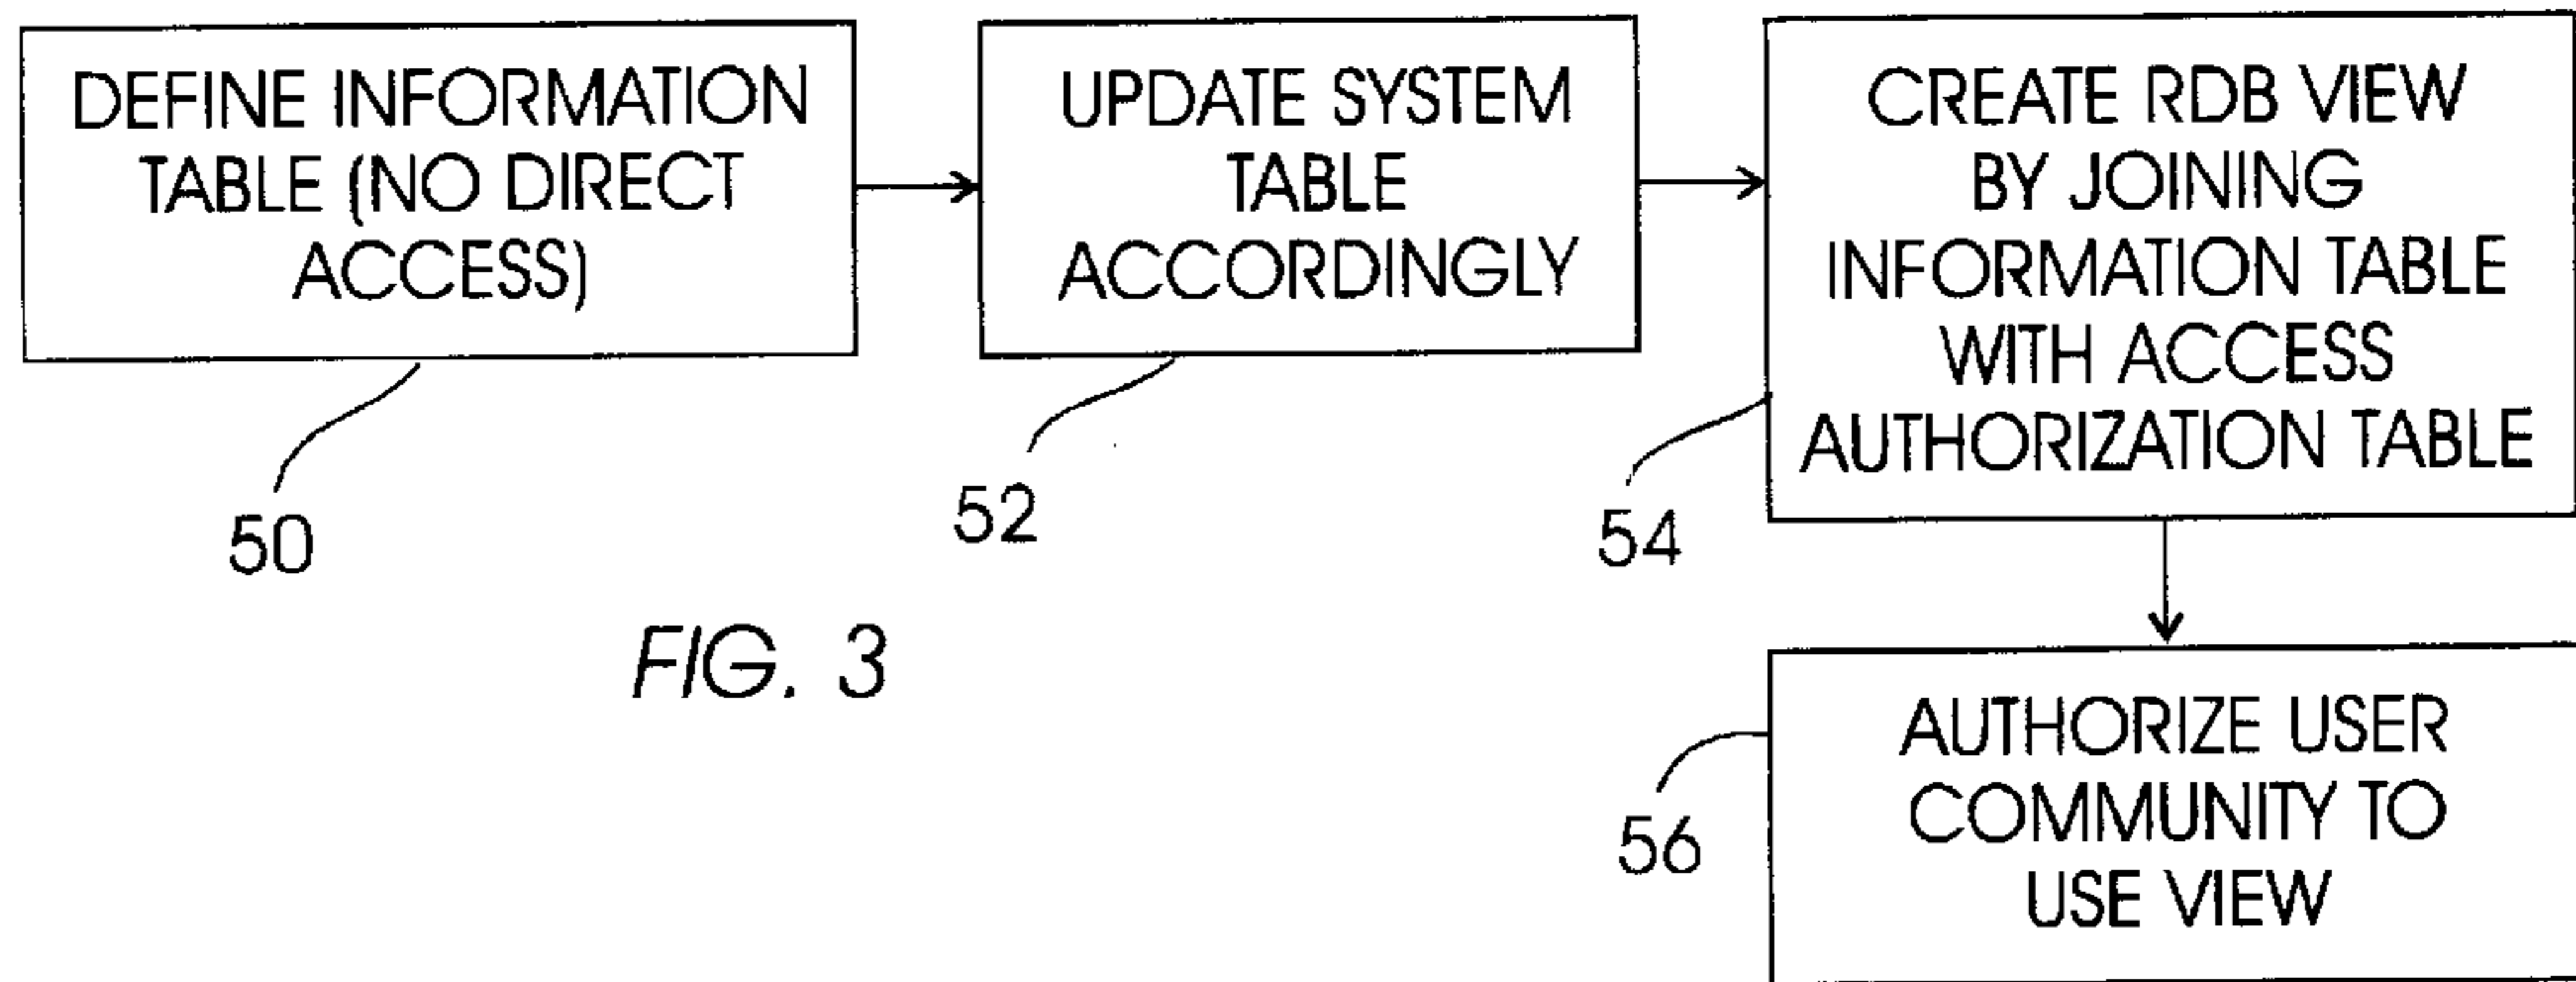 DEFINE INFORMATION
TABLE (NO DIRECT
ACCESS)
50
UPDATE SYSTEM
TABLE
ACCORDINGLY
52
CREATE RDB VIEW
BY JOINING
INFORMATION TABLE
WITH ACCESS
AUTHORIZATION TABLE
54
AUTHORIZE USER
COMMUNITY TO
USE VIEW
56
FIG. 3